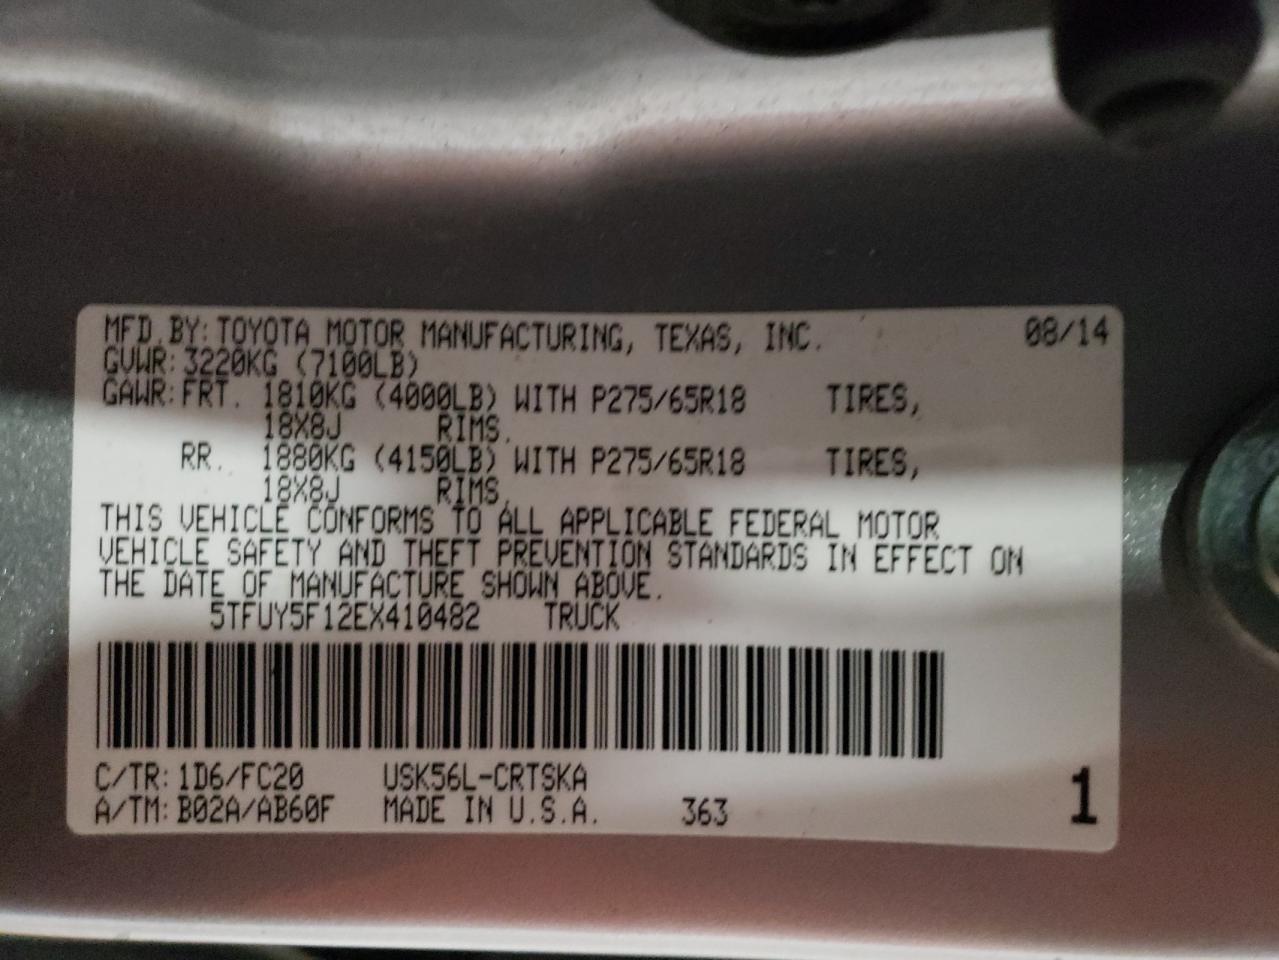 MFD.BY:TOYOTA MOTOR MANUFACTURING, TEXAS, INC. 08/14
GVWR:3220KG (7100LB)
GAWR:FRT. 1810KG (4000LB) WITH P275/65R18 TIRES,
18X8J RIMS.
RR. 1880KG (4150LB) WITH P275/65R18 TIRES,
18X8J RIMS.
THIS VEHICLE CONFORMS TO ALL APPLICABLE FEDERAL MOTOR
VEHICLE SAFETY AND THEFT PREVENTION STANDARDS IN EFFECT ON
THE DATE OF MANUFACTURE SHOWN ABOVE.
5TFUY5F12EX410482 TRUCK
C/TR:1D6/FC20 USK56L-CRTSKA
A/TM:B02A/AB60F MADE IN U.S.A. 363 1